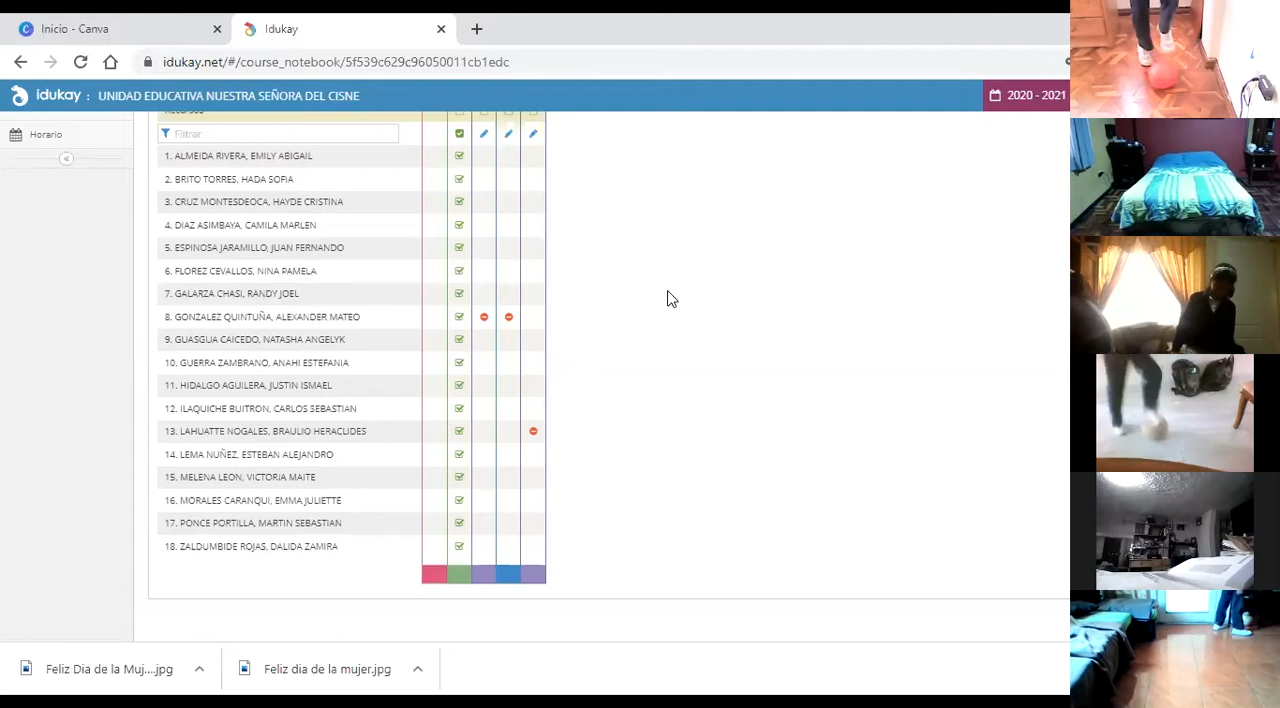 Inicio - Canva
Idukay
idukay.net/#/course_notebook/5f539c629c96050011cb1edc
idukay : UNIDAD EDUCATIVA NUESTRA SEÑORA DEL CISNE
2020 - 2021
Horario
Recursos
Filtrar
1. ALMEIDA RIVERA, EMILY ABIGAIL
2. BRITO TORRES, HADA SOFIA
3. CRUZ MONTESDEOCA, HAYDE CRISTINA
4. DIAZ ASIMBAYA, CAMILA MARLEN
5. ESPINOSA JARAMILLO, JUAN FERNANDO
6. FLOREZ CEVALLOS, NINA PAMELA
7. GALARZA CHASI, RANDY JOEL
8. GONZALEZ QUINTUÑA, ALEXANDER MATEO
9. GUASGUA CAICEDO, NATASHA ANGELYK
10. GUERRA ZAMBRANO, ANAHI ESTEFANIA
11. HIDALGO AGUILERA, JUSTIN ISMAEL
12. ILAQUICHE BUITRON, CARLOS SEBASTIAN
13. LAHUATTE NOGALES, BRAULIO HERACLIDES
14. LEMA NUÑEZ, ESTEBAN ALEJANDRO
15. MELENA LEON, VICTORIA MAITE
16. MORALES CARANQUI, EMMA JULIETTE
17. PONCE PORTILLA, MARTIN SEBASTIAN
18. ZALDUMBIDE ROJAS, DALIDA ZAMIRA
Feliz Dia de la Muj....jpg
Feliz dia de la mujer.jpg